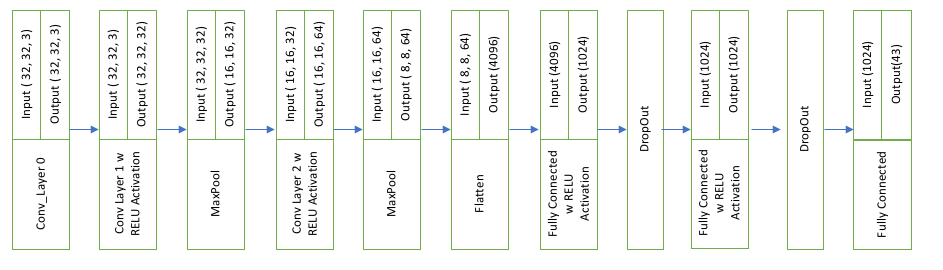 Input ( 32, 32, 3)
Output ( 32, 32, 3)
Conv_Layer 0
Input ( 32, 32, 3)
Output ( 32, 32, 32)
Conv Layer 1 w
RELU Activation
Input ( 32, 32, 32)
Output ( 16, 16, 32)
MaxPool
Input ( 16, 16, 32)
Output ( 16, 16, 64)
Conv Layer 2 w
RELU Activation
Input ( 16, 16, 64)
Output ( 8, 8, 64)
MaxPool
Input ( 8, 8, 64)
Output (4096)
Flatten
Input (4096)
Output (1024)
Fully Connected
w RELU
Activation
DropOut
Input (1024)
Output (1024)
Fully Connected
w RELU
Activation
DropOut
Input (1024)
Output(43)
Fully Connected